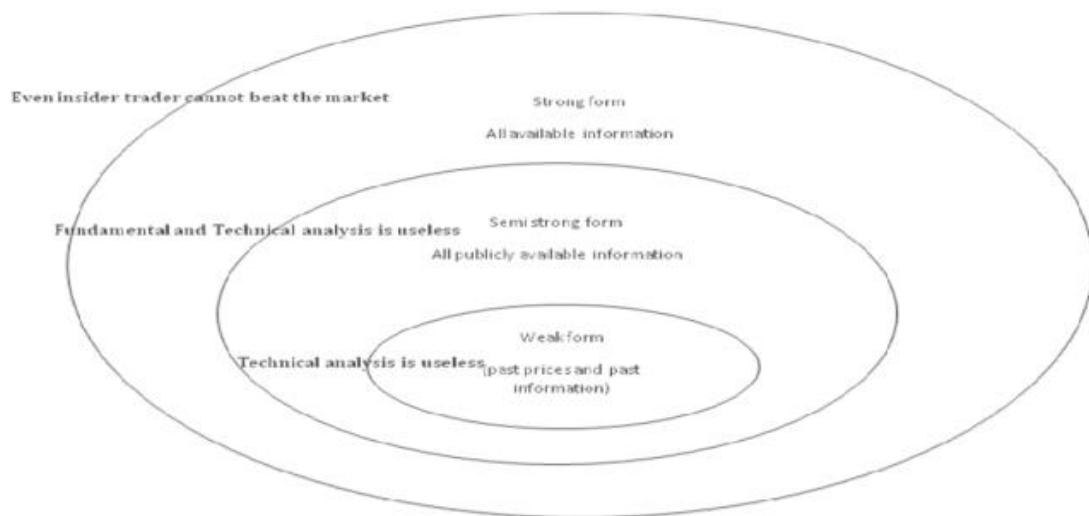 Even insider trader cannot beat the market
Strong form
All available information
Fundamental and Technical analysis is useless
Semi strong form
All publicly available information
Weak form
Technical analysis is useless
(past prices and past
information)